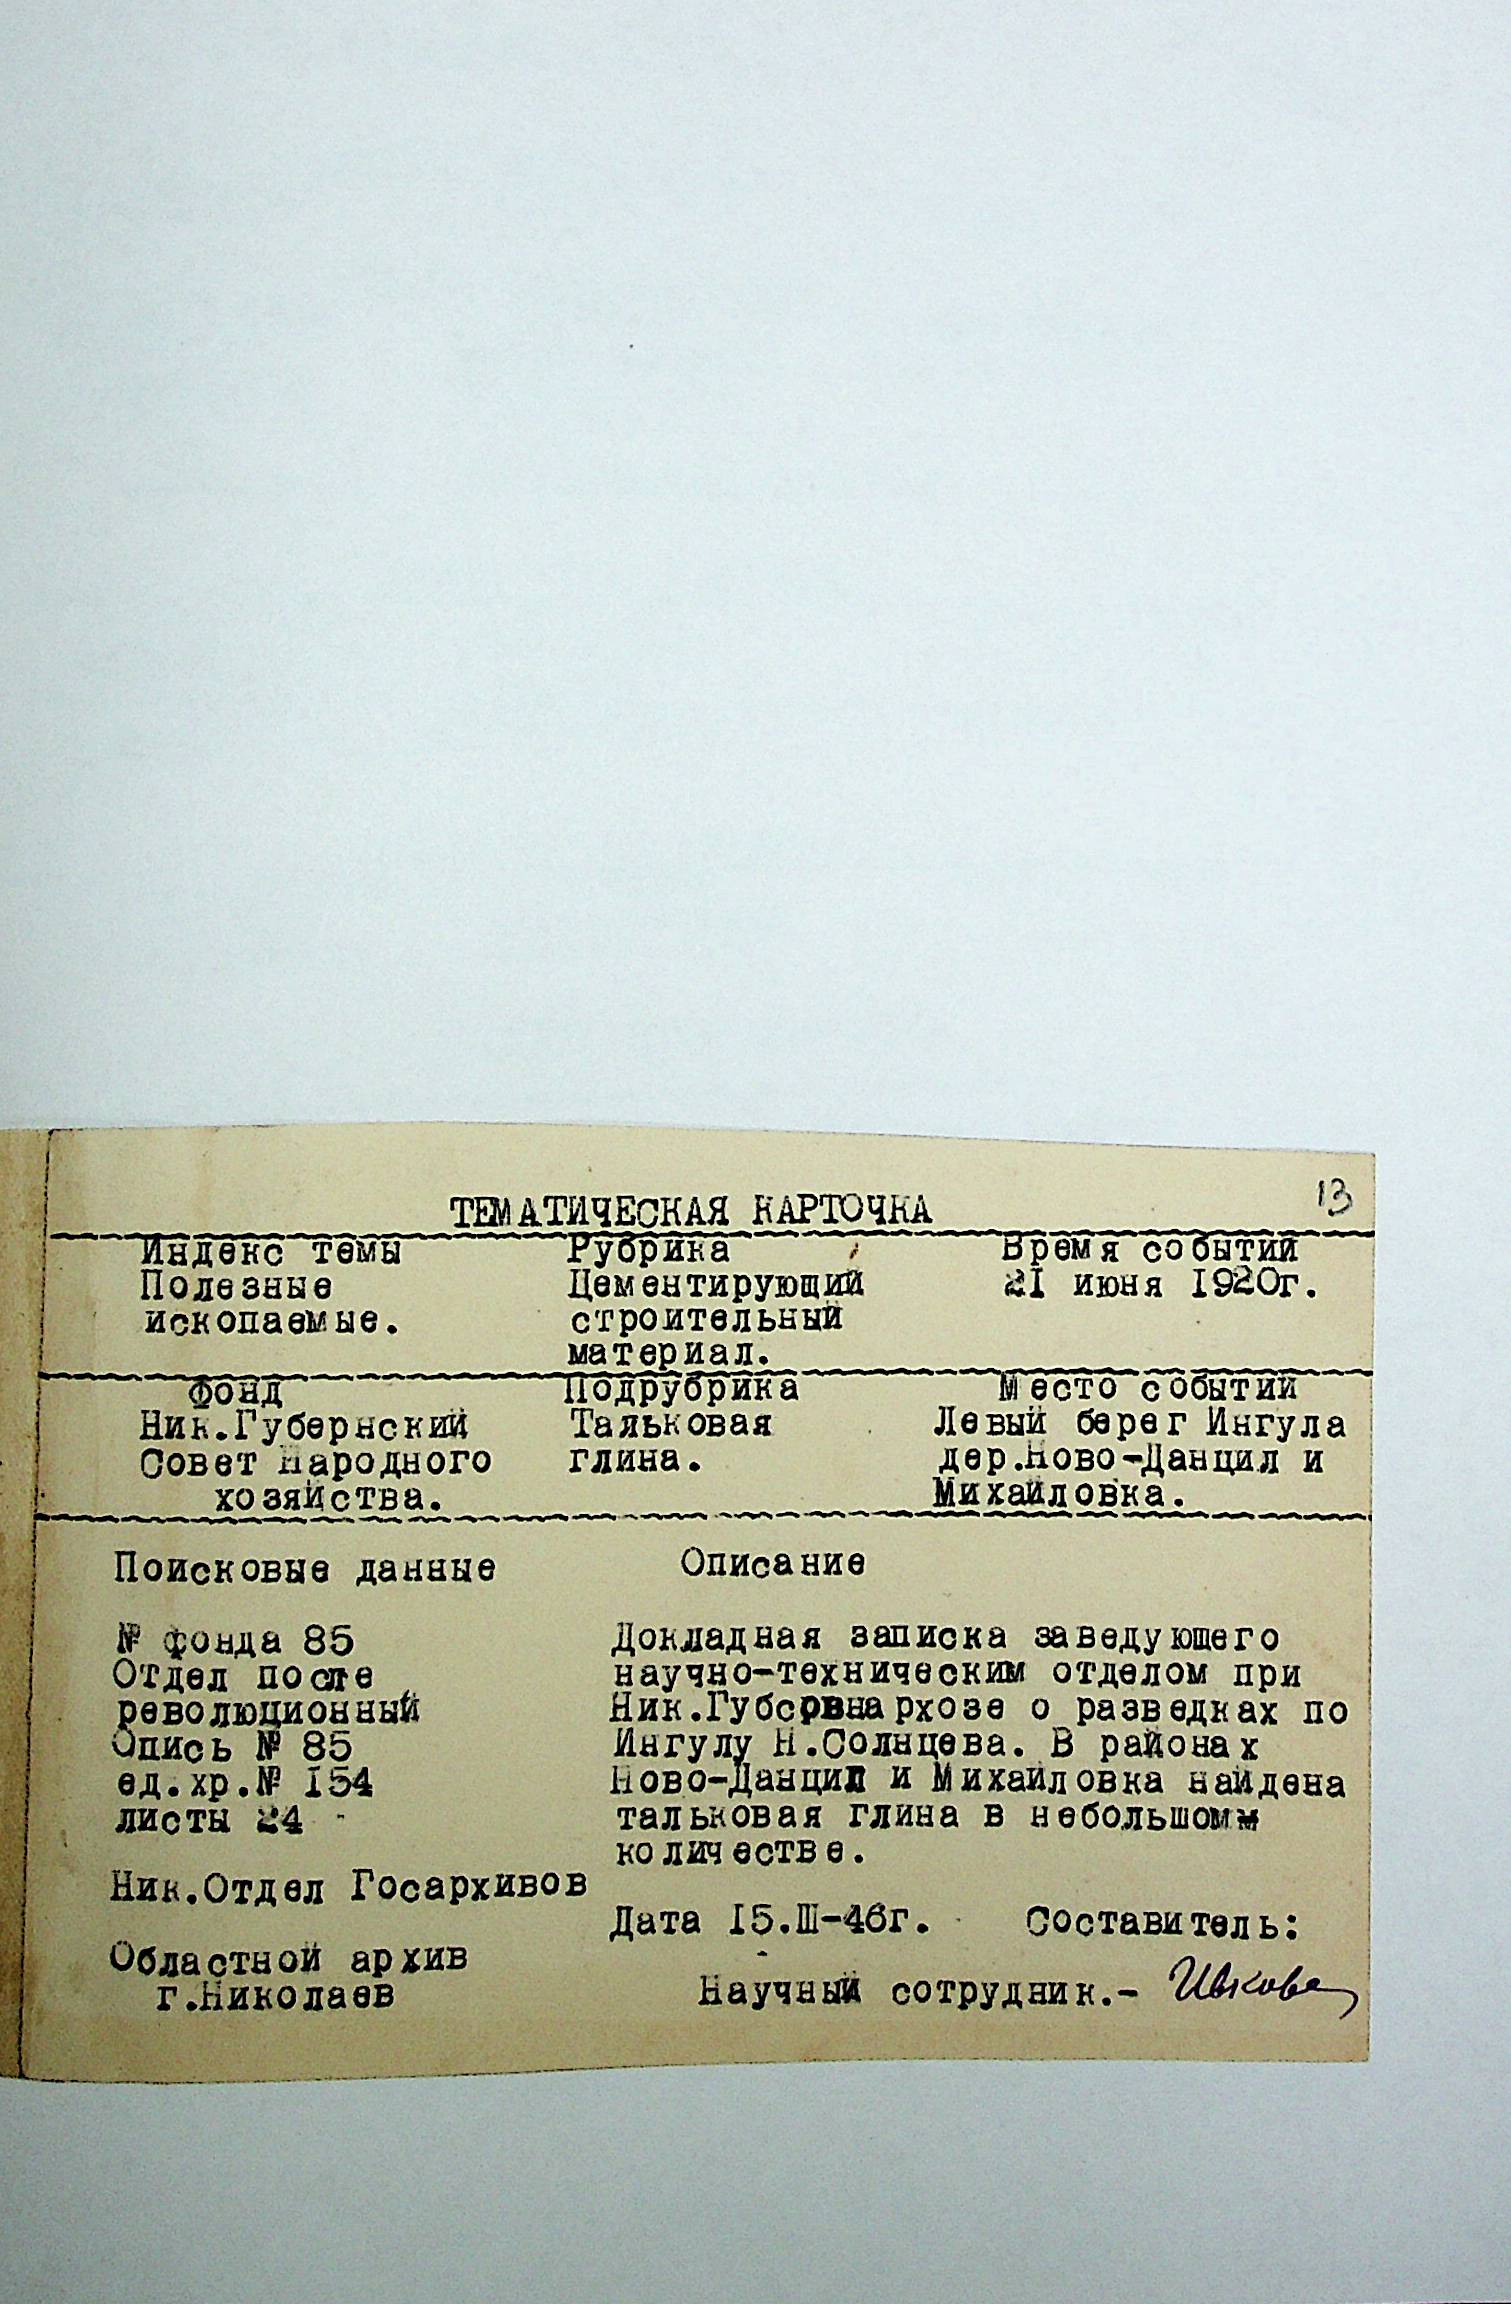 13
ТЕМАТИЧЕСКАЯ КАРТОЧКА
Индекс темы
Полезные
ископаемые.
Рубрика
Цементирующий
строительный
материал.
Время событий
21 июня 1920г.
Фонд
Ник.Губернский
Совет Народного
хозяйства.
Подрубрика
Тальковая
глина.
Место событий
Левый берег Ингула
дер.Ново-Данцил и
Михайловка.
Поисковые данные
№ фонда 85
Отдел после
революционный
Опись № 85
ед.хр.№ 154
листы 24
Ник.Отдел Госархивов
Областной архив
г.Николаев
Описание
Докладная записка заведующего
научно-техническим отделом при
Ник.Губсовнархозе о разведках по
Ингулу Н.Солнцева. В районах
Ново-Данцил и Михайловка найдена
тальковая глина в небольшом
количестве.
Дата 15.III-46г. Составитель:
Научный сотрудник.-